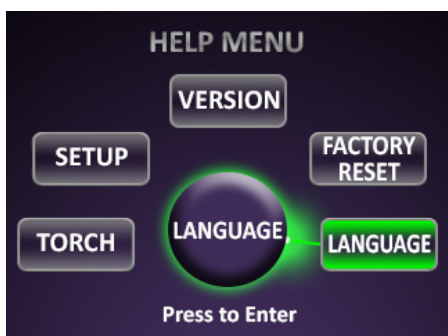 HELP MENU
VERSION
SETUP
FACTORY
RESET
TORCH
LANGUAGE
LANGUAGE
Press to Enter